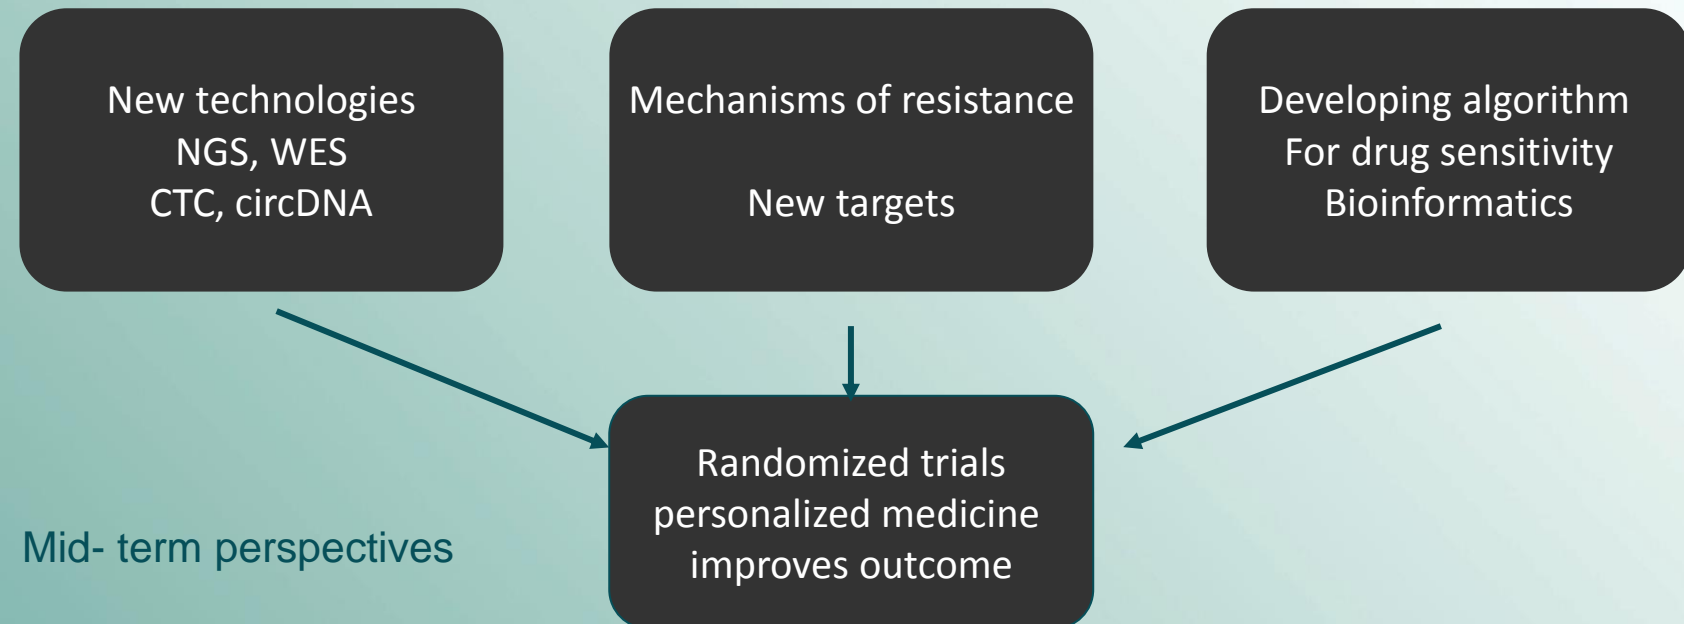 New technologies
NGS, WES
CTC, circDNA
Mechanisms of resistance
New targets
Developing algorithm
For drug sensitivity
Bioinformatics
Randomized trials
personalized medicine
improves outcome
Mid- term perspectives